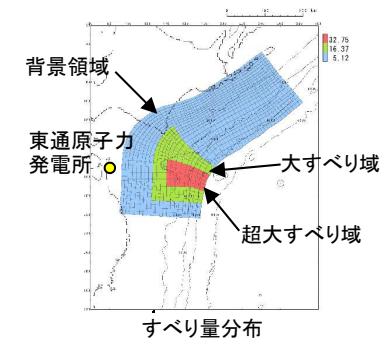 32.75
16.37
5.12
背景領域
東通原子力
発電所
大すべり域
超大すべり域
すべり量分布